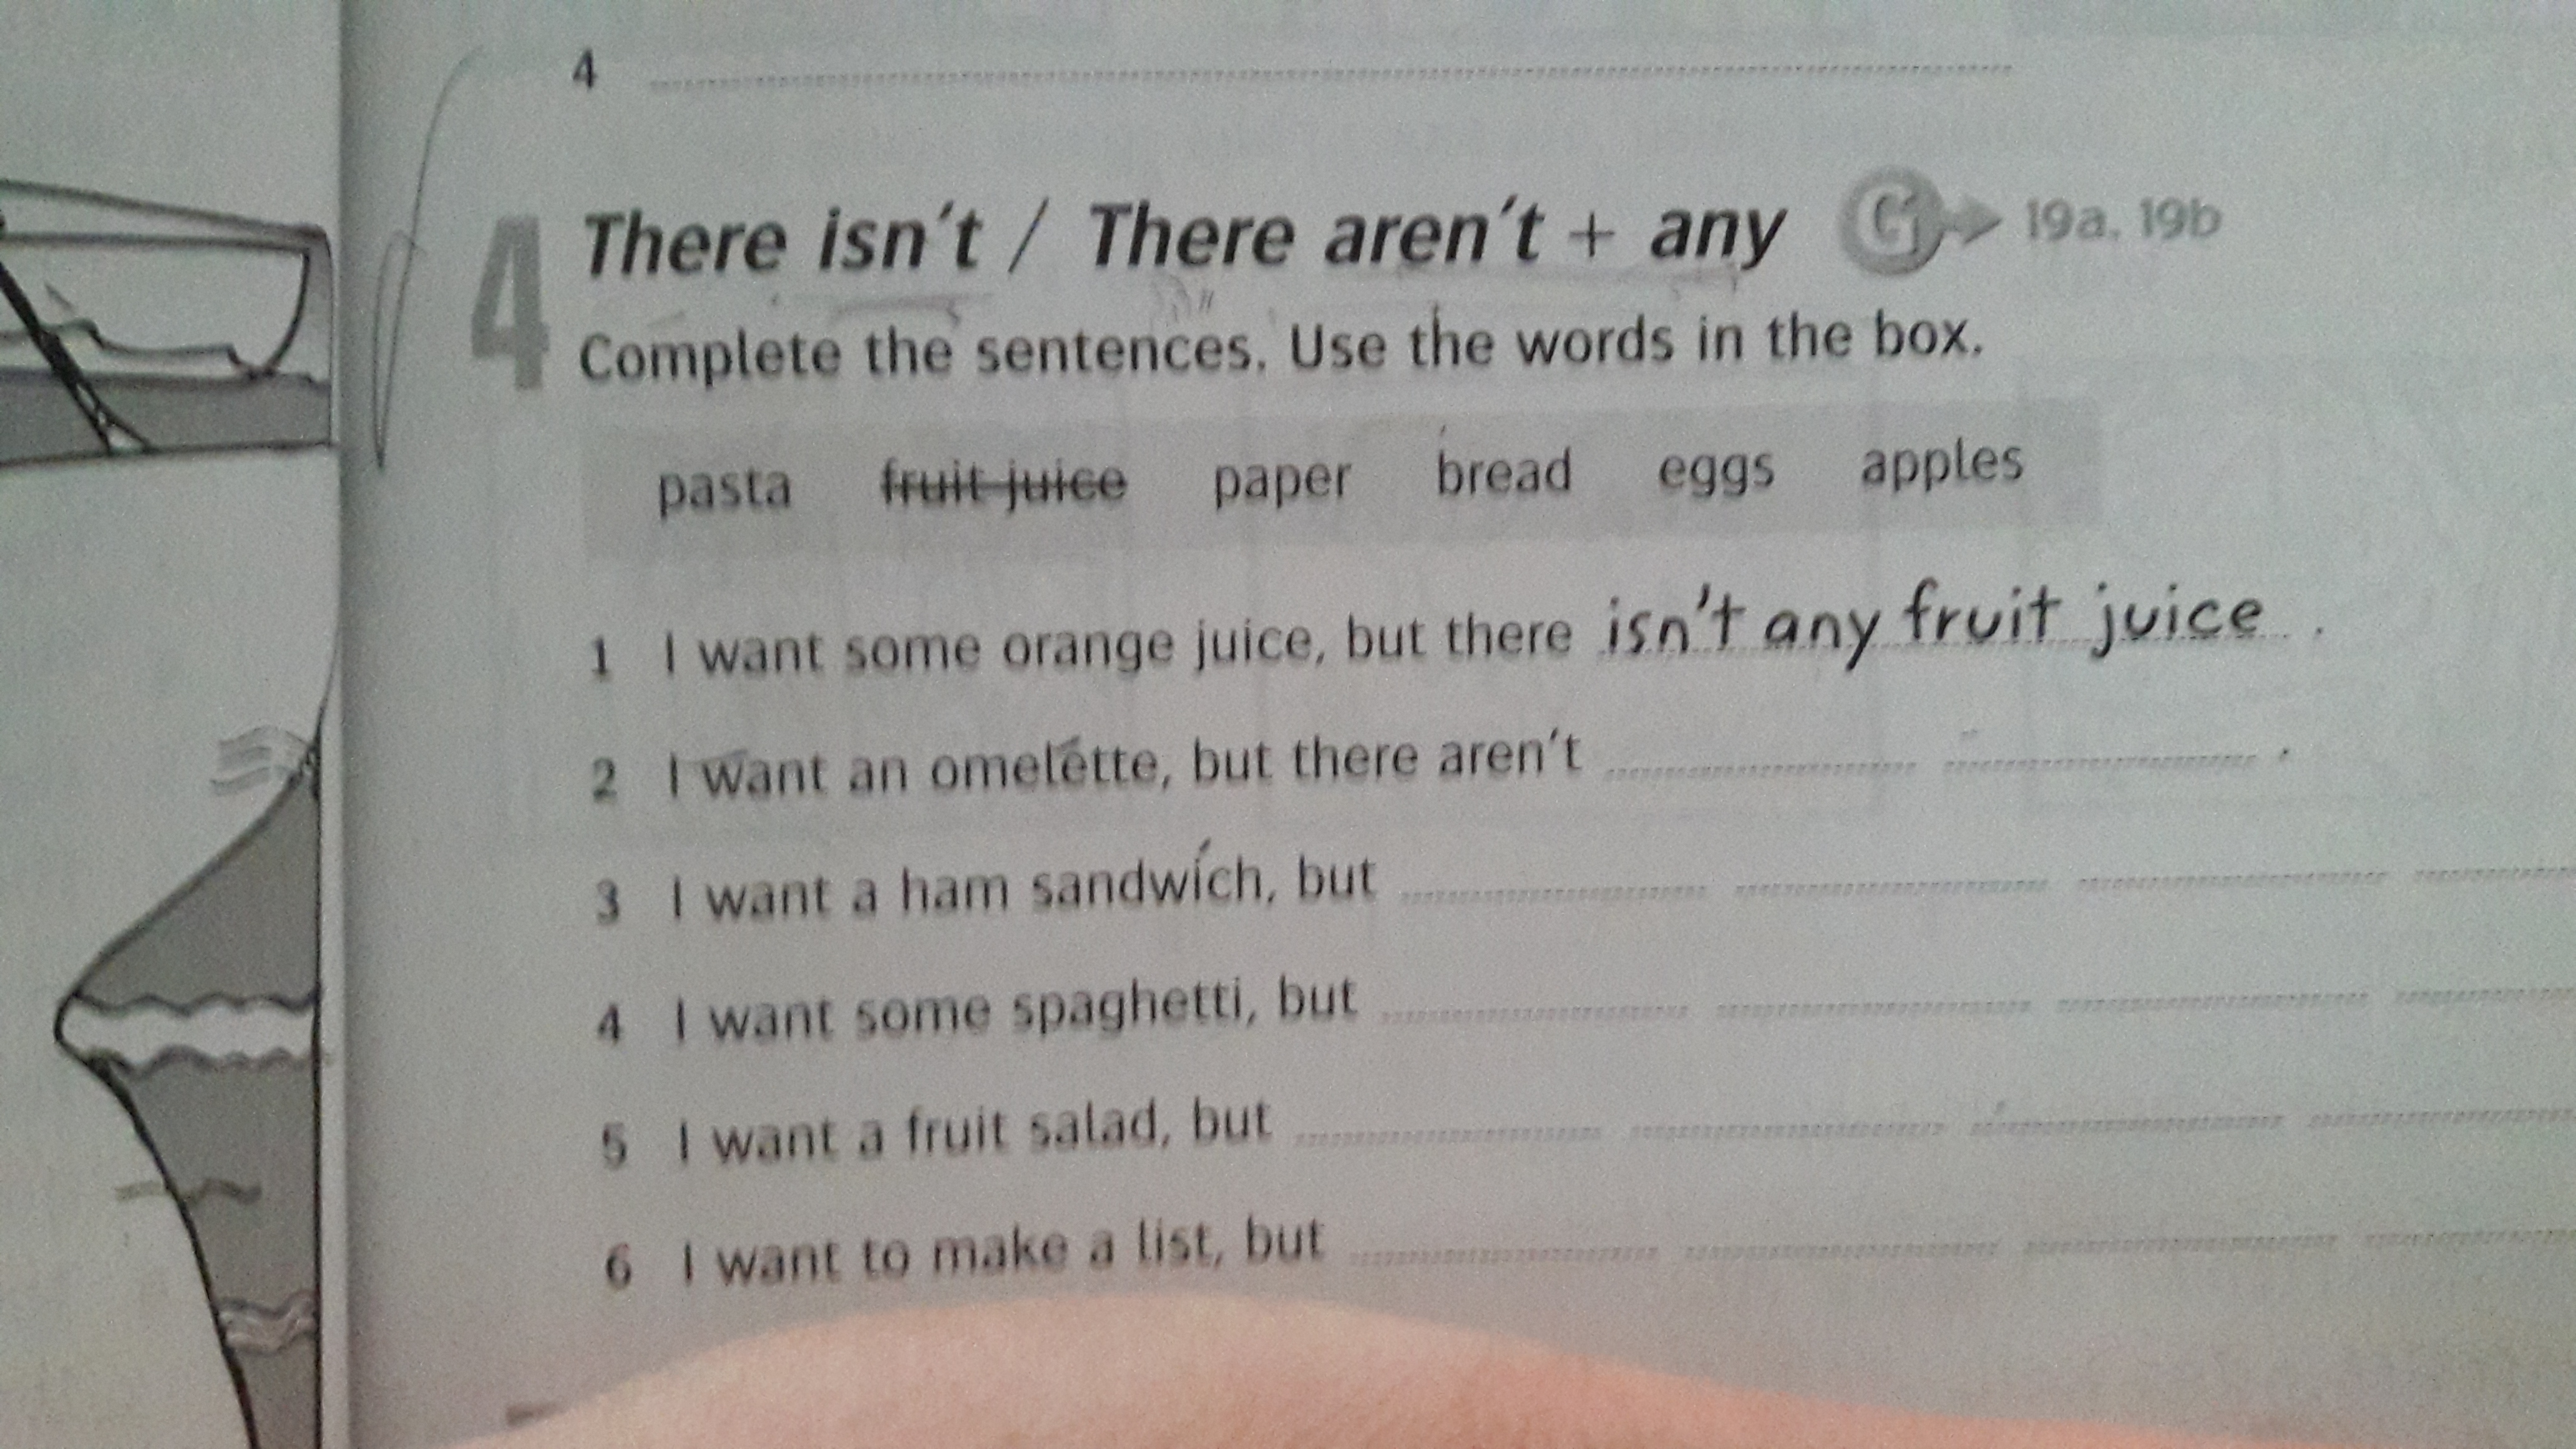 4
4 There isn't / There aren't + any G 19a, 19b
Complete the sentences. Use the words in the box.
pasta fruit juice paper bread eggs apples
1 I want some orange juice, but there isn't any fruit juice .
2 I want an omelette, but there aren't .
3 I want a ham sandwich, but
4 I want some spaghetti, but
5 I want a fruit salad, but
6 I want to make a list, but